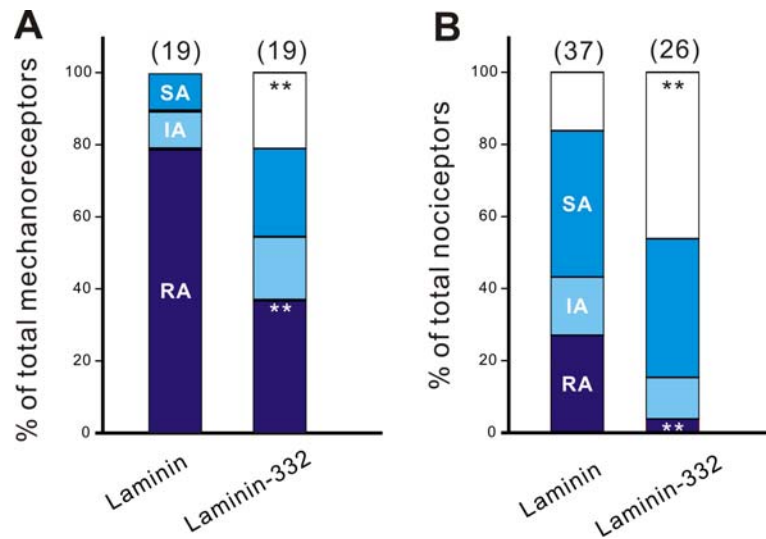 A
(19) (19)
% of total mechanoreceptors
100
80
60
40
20
0
SA
IA
RA
**
**
Laminin
Laminin-332
B
(37) (26)
% of total nociceptors
100
80
60
40
20
0
**
SA
IA
RA
**
Laminin
Laminin-332